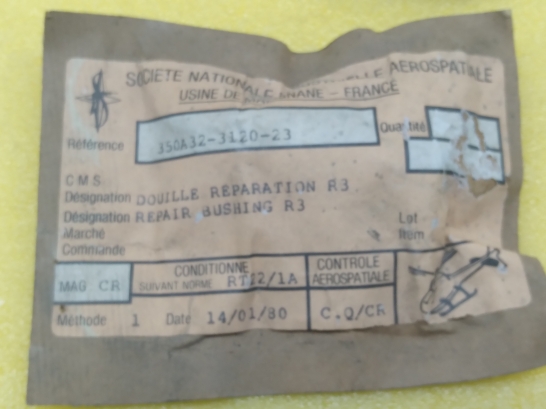 SOCIETE NATIONALE AEROSPATIALE
USINE DE MARIGNANE – FRANCE
Référence 350A32-3120-23 Quantité
C M S
Désignation DOUILLE REPARATION R3
Désignation REPAIR BUSHING R3
Marché Lot
Commande Item
MAG CR CONDITIONNE SUIVANT NORME RT12/1A CONTROLE AEROSPATIALE
Méthode 1 Date 14/01/80 C.Q/CR